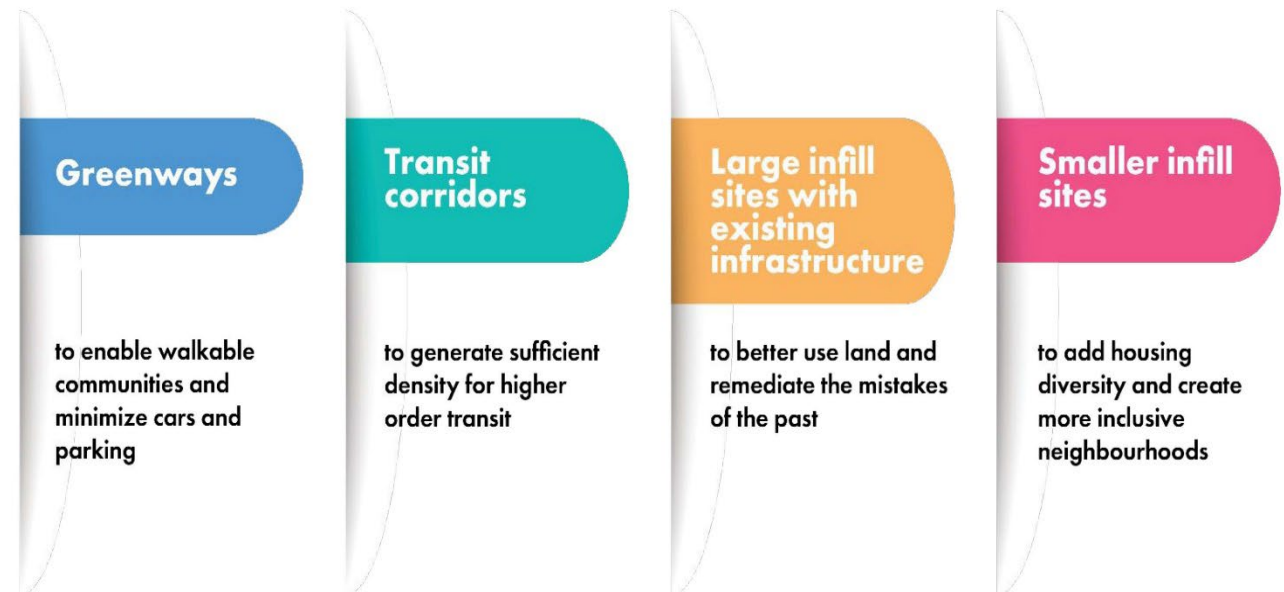 Greenways
to enable walkable
communities and
minimize cars and
parking
Transit
corridors
to generate sufficient
density for higher
order transit
Large infill
sites with
existing
infrastructure
to better use land and
remediate the mistakes
of the past
Smaller infill
sites
to add housing
diversity and create
more inclusive
neighbourhoods